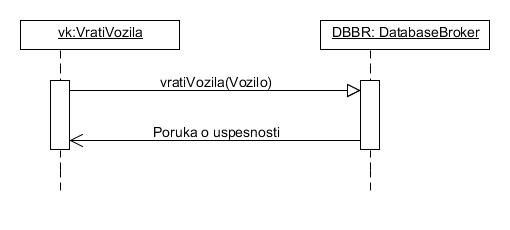 vk:VratiVozila
DBBR: DatabaseBroker
vratiVozila(Vozilo)
Poruka o uspesnosti